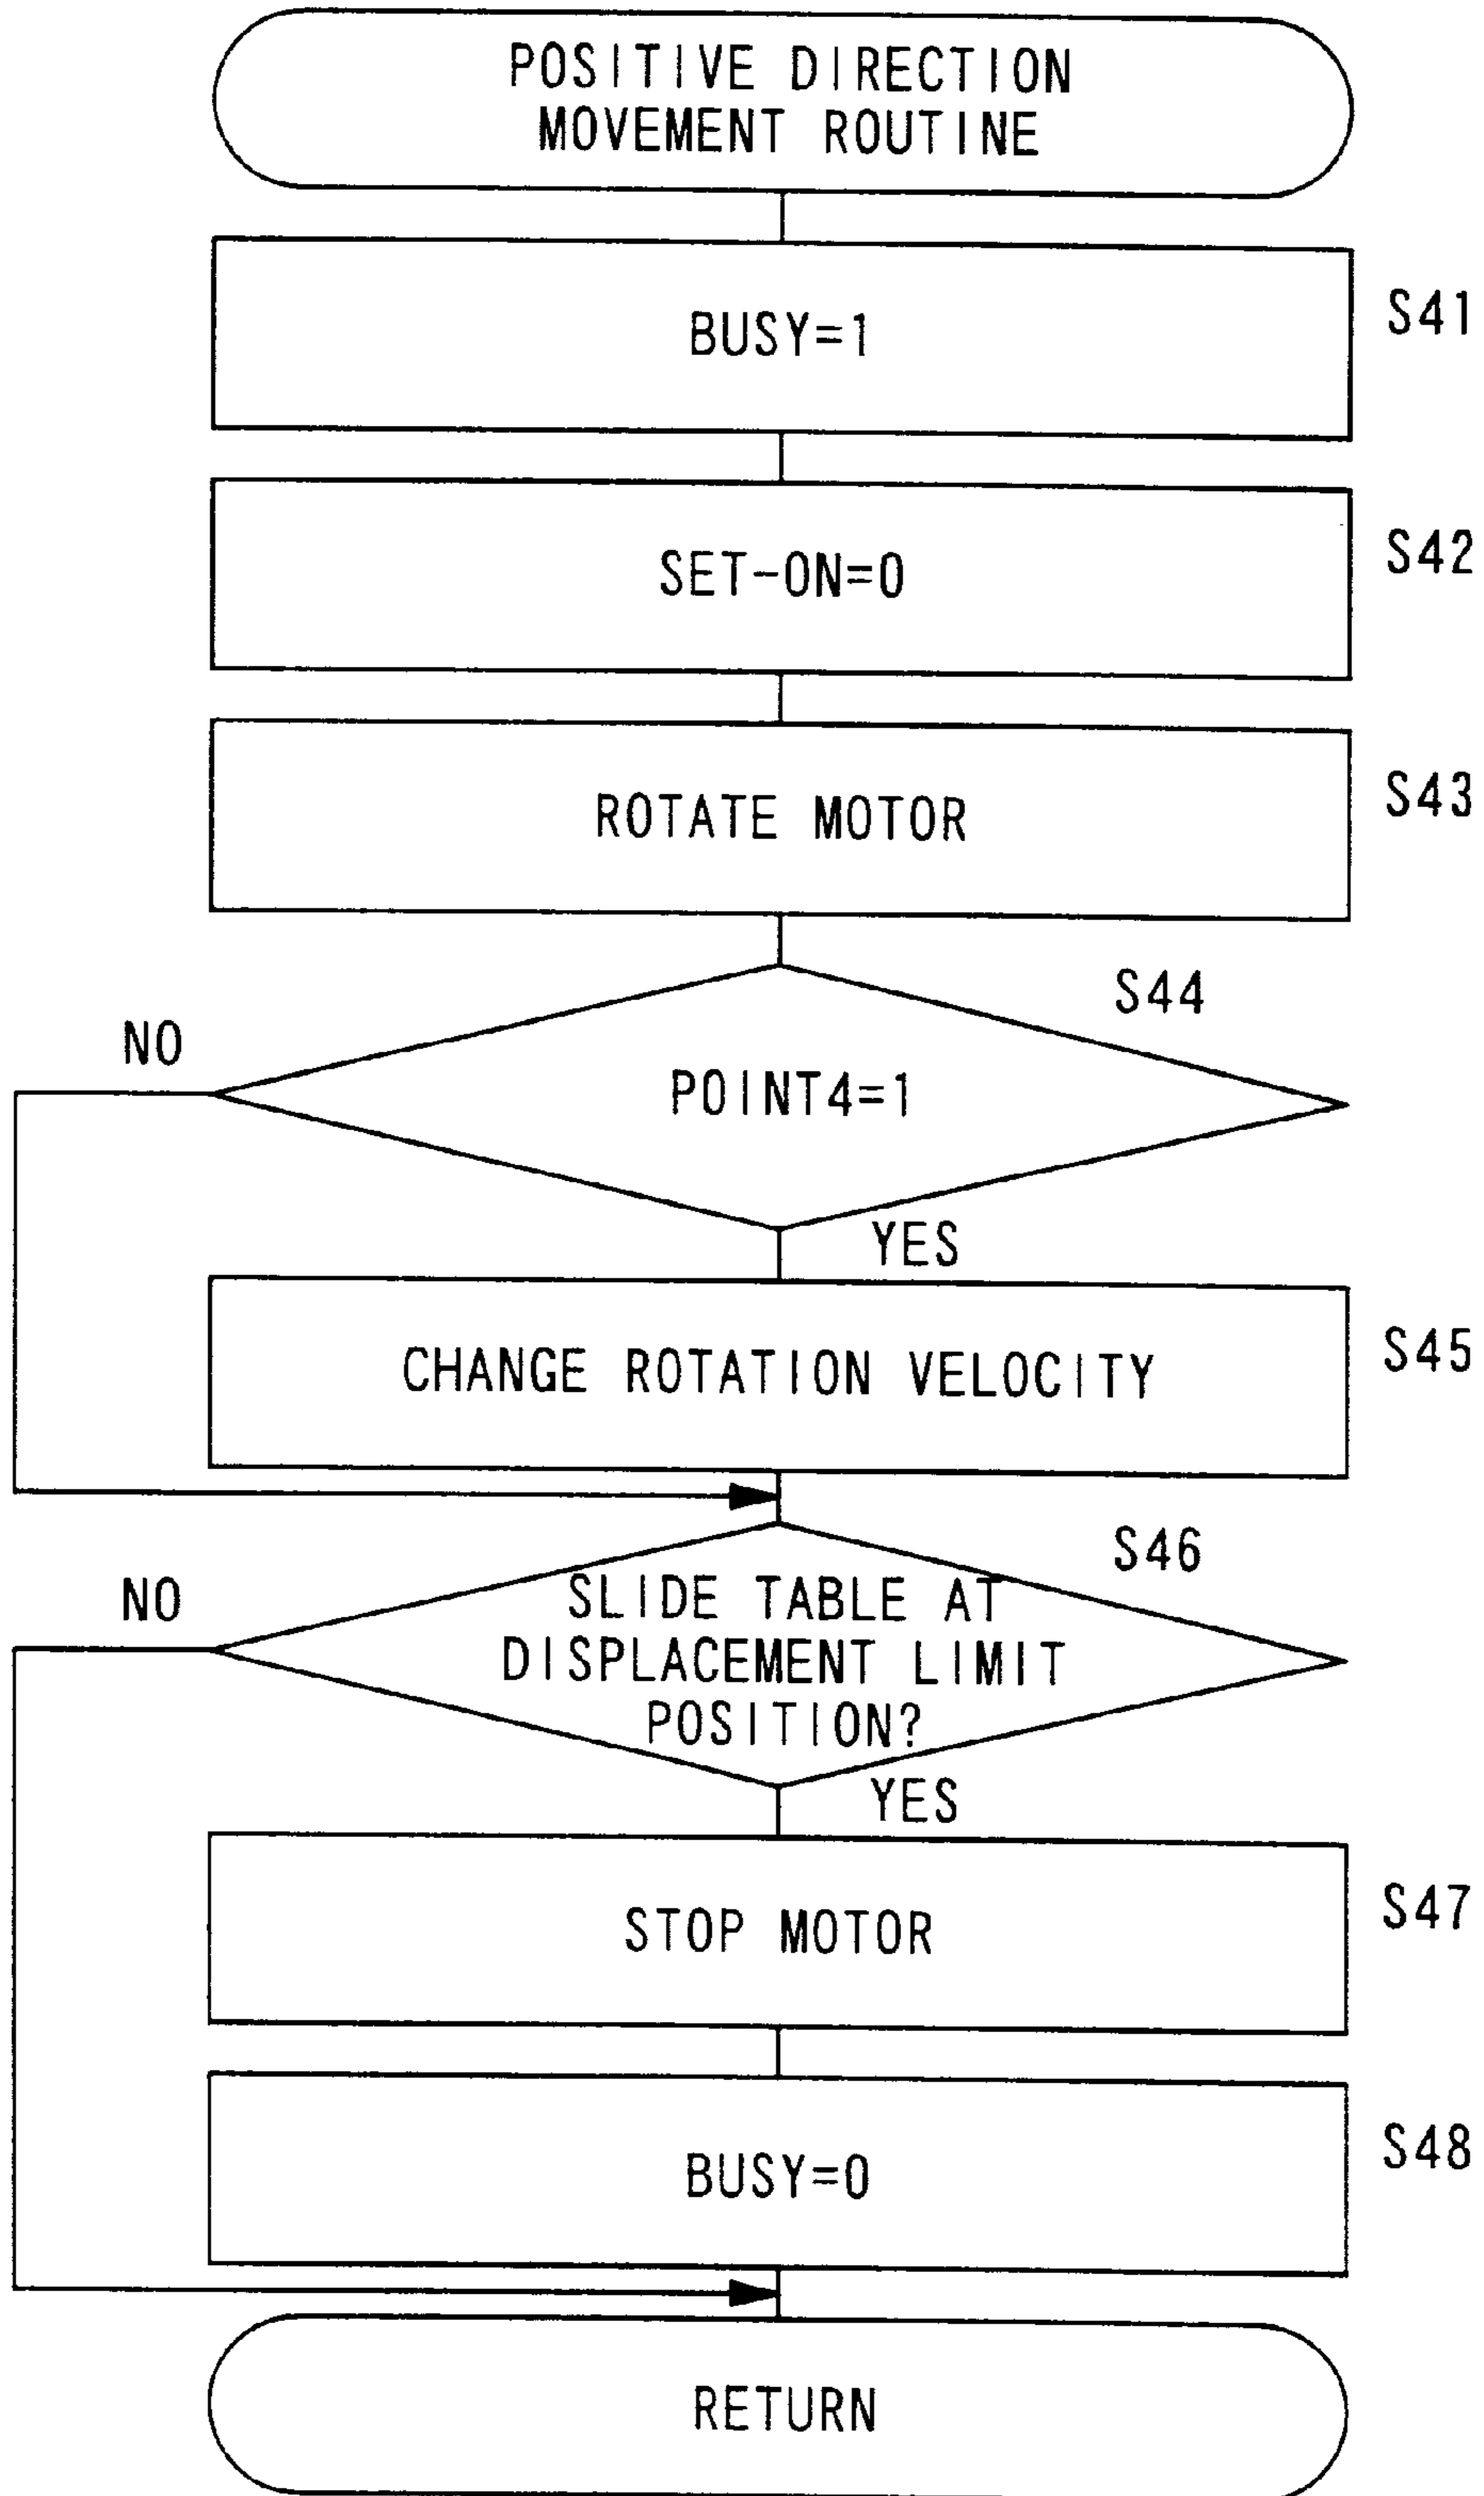 POSITIVE DIRECTION
MOVEMENT ROUTINE
BUSY=1
S41
SET-ON=0
S42
ROTATE MOTOR
S43
S44
NO
POINT4=1
YES
CHANGE ROTATION VELOCITY
S45
S46
NO
SLIDE TABLE AT
DISPLACEMENT LIMIT
POSITION?
YES
STOP MOTOR
S47
BUSY=0
S48
RETURN